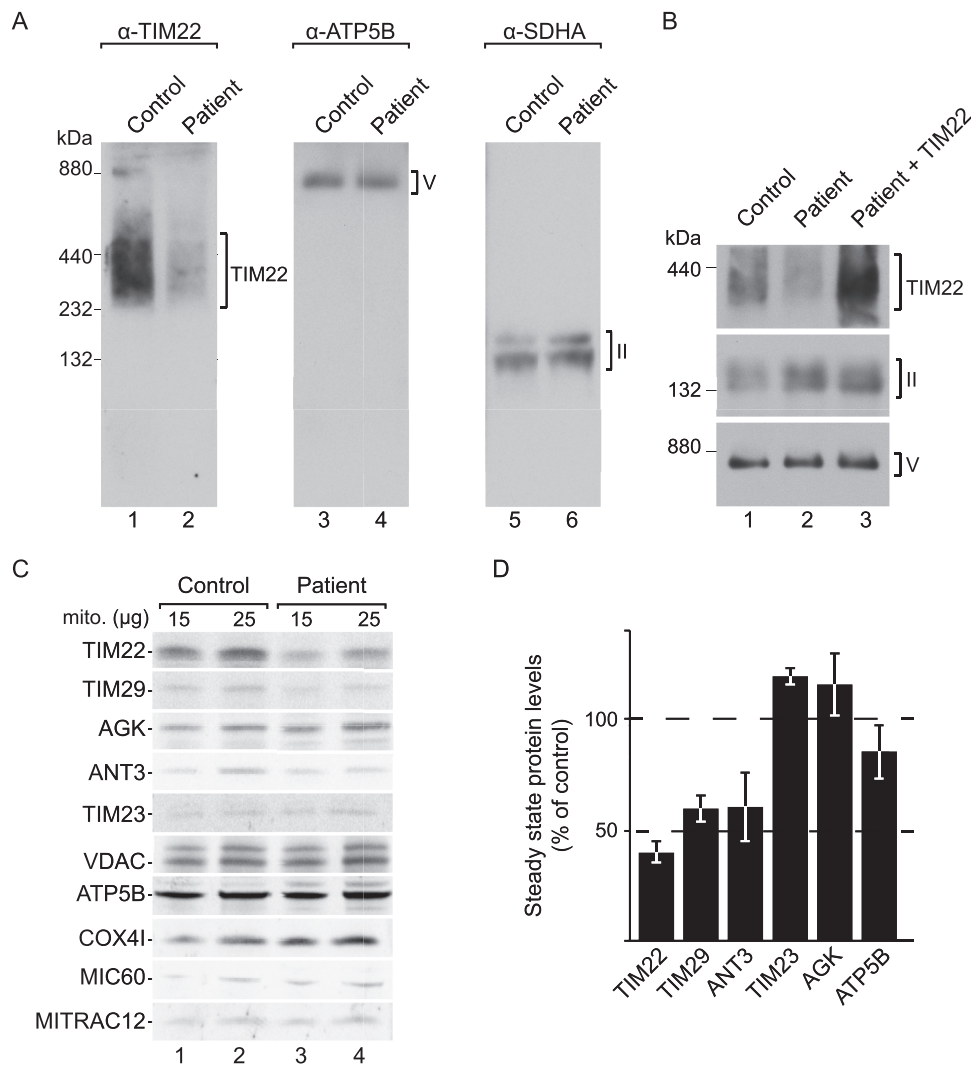 A
α-TIM22
α-ATP5B
α-SDHA
Control
Patient
Control
Patient
Control
Patient
kDa
880
440
232
132
TIM22
V
II
1 2
3 4
5 6
B
Control
Patient
Patient + TIM22
kDa
440
TIM22
132
II
880
V
1 2 3
C
Control Patient
mito. (µg) 15 25 15 25
TIM22
TIM29
AGK
ANT3
TIM23
VDAC
ATP5B
COX4I
MIC60
MITRAC12
1 2 3 4
D
Steady state protein levels
(% of control)
100
50
TIM22
TIM29
ANT3
TIM23
AGK
ATP5B